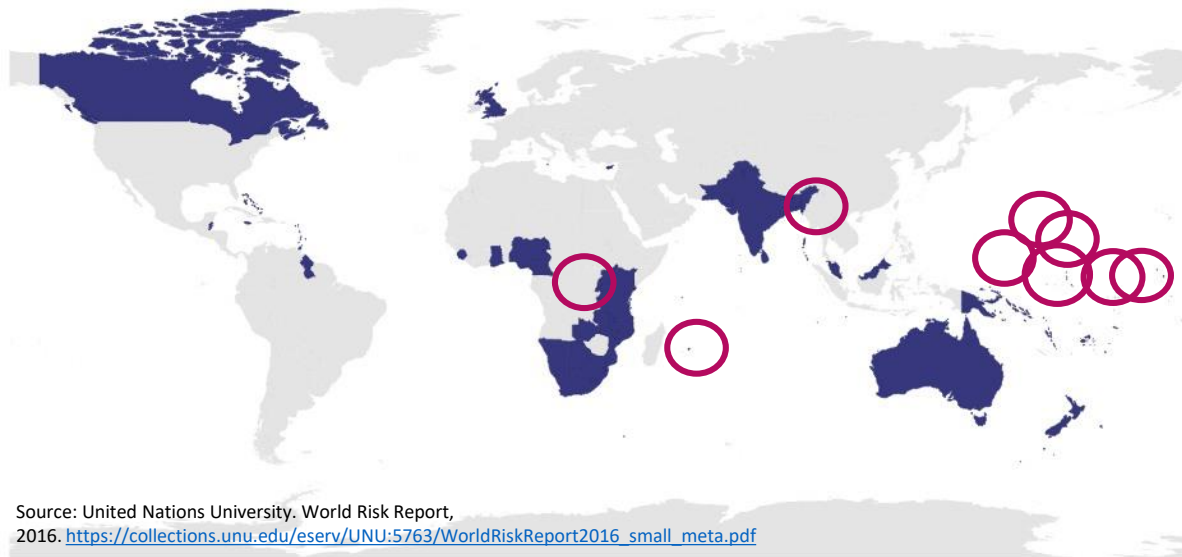 Source: United Nations University. World Risk Report,
2016. https://collections.unu.edu/eserv/UNU:5763/WorldRiskReport2016_small_meta.pdf